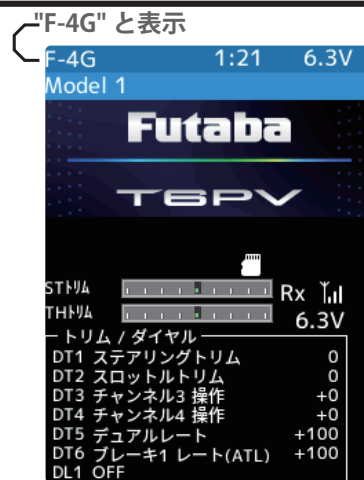 "F-4G" と表示
F-4G 1:21 6.3V
Model 1
Futaba
T6PV
STﾄﾘﾑ Rx
THﾄﾘﾑ 6.3V
トリム / ダイヤル
DT1 ステアリングトリム 0
DT2 スロットルトリム 0
DT3 チャンネル3 操作 +0
DT4 チャンネル4 操作 +0
DT5 デュアルレート +100
DT6 ブレーキ1 レート(ATL) +100
DL1 OFF